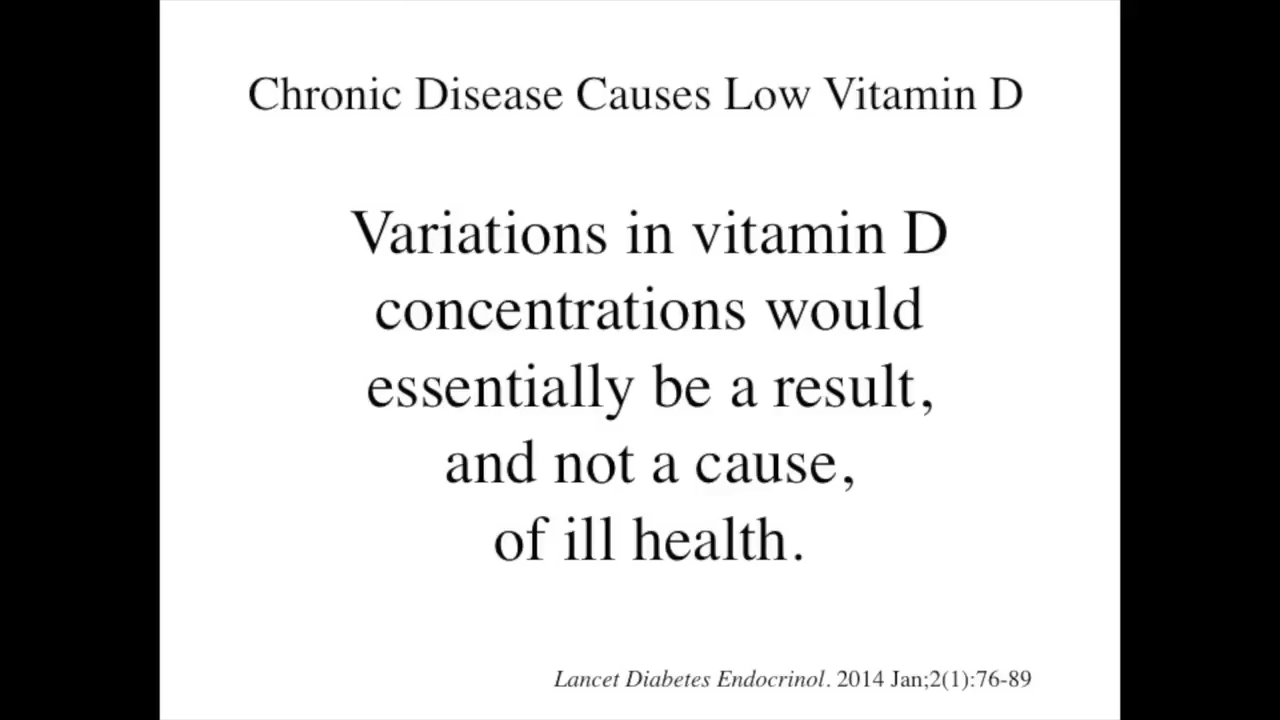 Chronic Disease Causes Low Vitamin D
Variations in vitamin D
concentrations would
essentially be a result,
and not a cause,
of ill health.
Lancet Diabetes Endocrinol. 2014 Jan;2(1):76-89